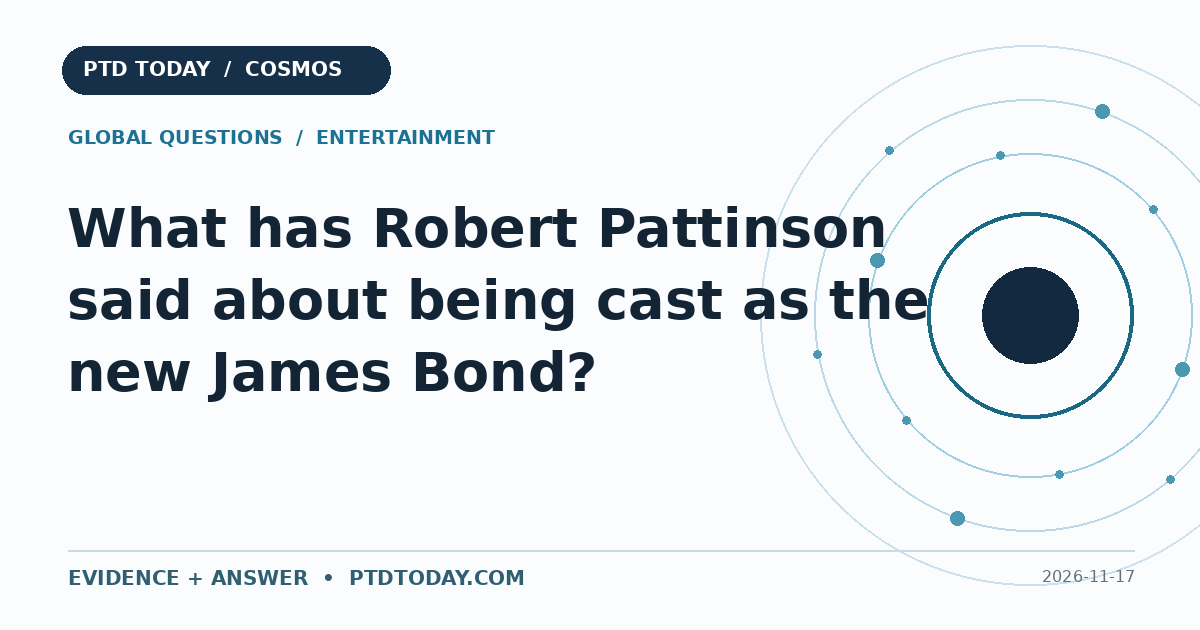 PTD TODAY / COSMOS
GLOBAL QUESTIONS / ENTERTAINMENT
What has Robert Pattinson
said about being cast as the
new James Bond?
EVIDENCE + ANSWER • PTDTODAY.COM
2026-11-17